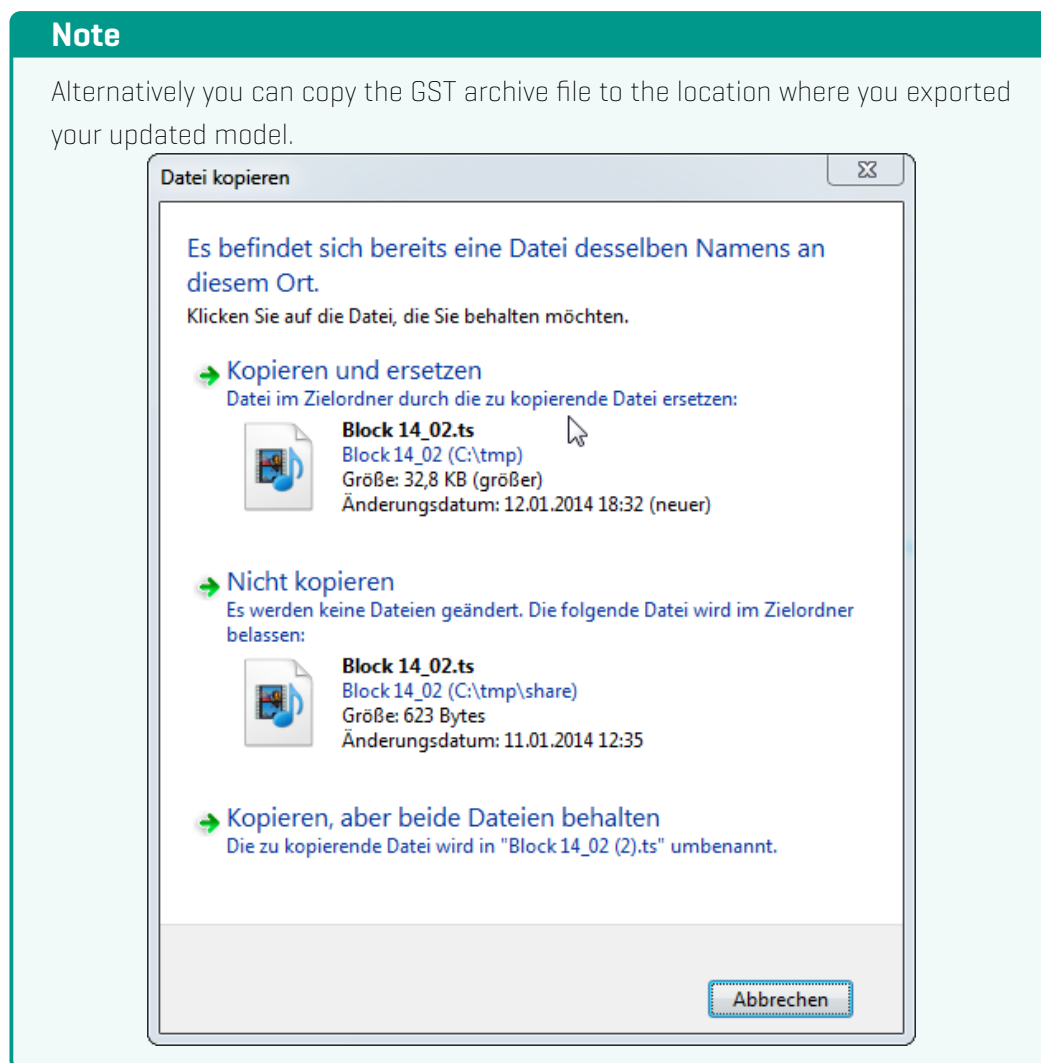 Note
Alternatively you can copy the GST archive file to the location where you exported
your updated model.
Datei kopieren
Es befindet sich bereits eine Datei desselben Namens an
diesem Ort.
Klicken Sie auf die Datei, die Sie behalten möchten.
Kopieren und ersetzen
Datei im Zielordner durch die zu kopierende Datei ersetzen:
Block 14_02.ts
Block 14_02 (C:\tmp)
Größe: 32,8 KB (größer)
Änderungsdatum: 12.01.2014 18:32 (neuer)
Nicht kopieren
Es werden keine Dateien geändert. Die folgende Datei wird im Zielordner
belassen:
Block 14_02.ts
Block 14_02 (C:\tmp\share)
Größe: 623 Bytes
Änderungsdatum: 11.01.2014 12:35
Kopieren, aber beide Dateien behalten
Die zu kopierende Datei wird in "Block 14_02 (2).ts" umbenannt.
Abbrechen